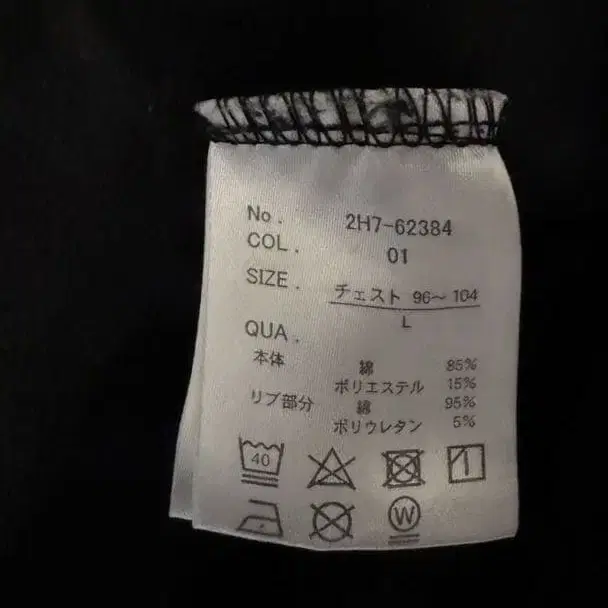 No. 2H7-62384
COL. 01
SIZE. チェスト 96～104
L
QUA.
本体 綿 85%
ポリエステル 15%
リブ部分 綿 95%
ポリウレタン 5%
40
W